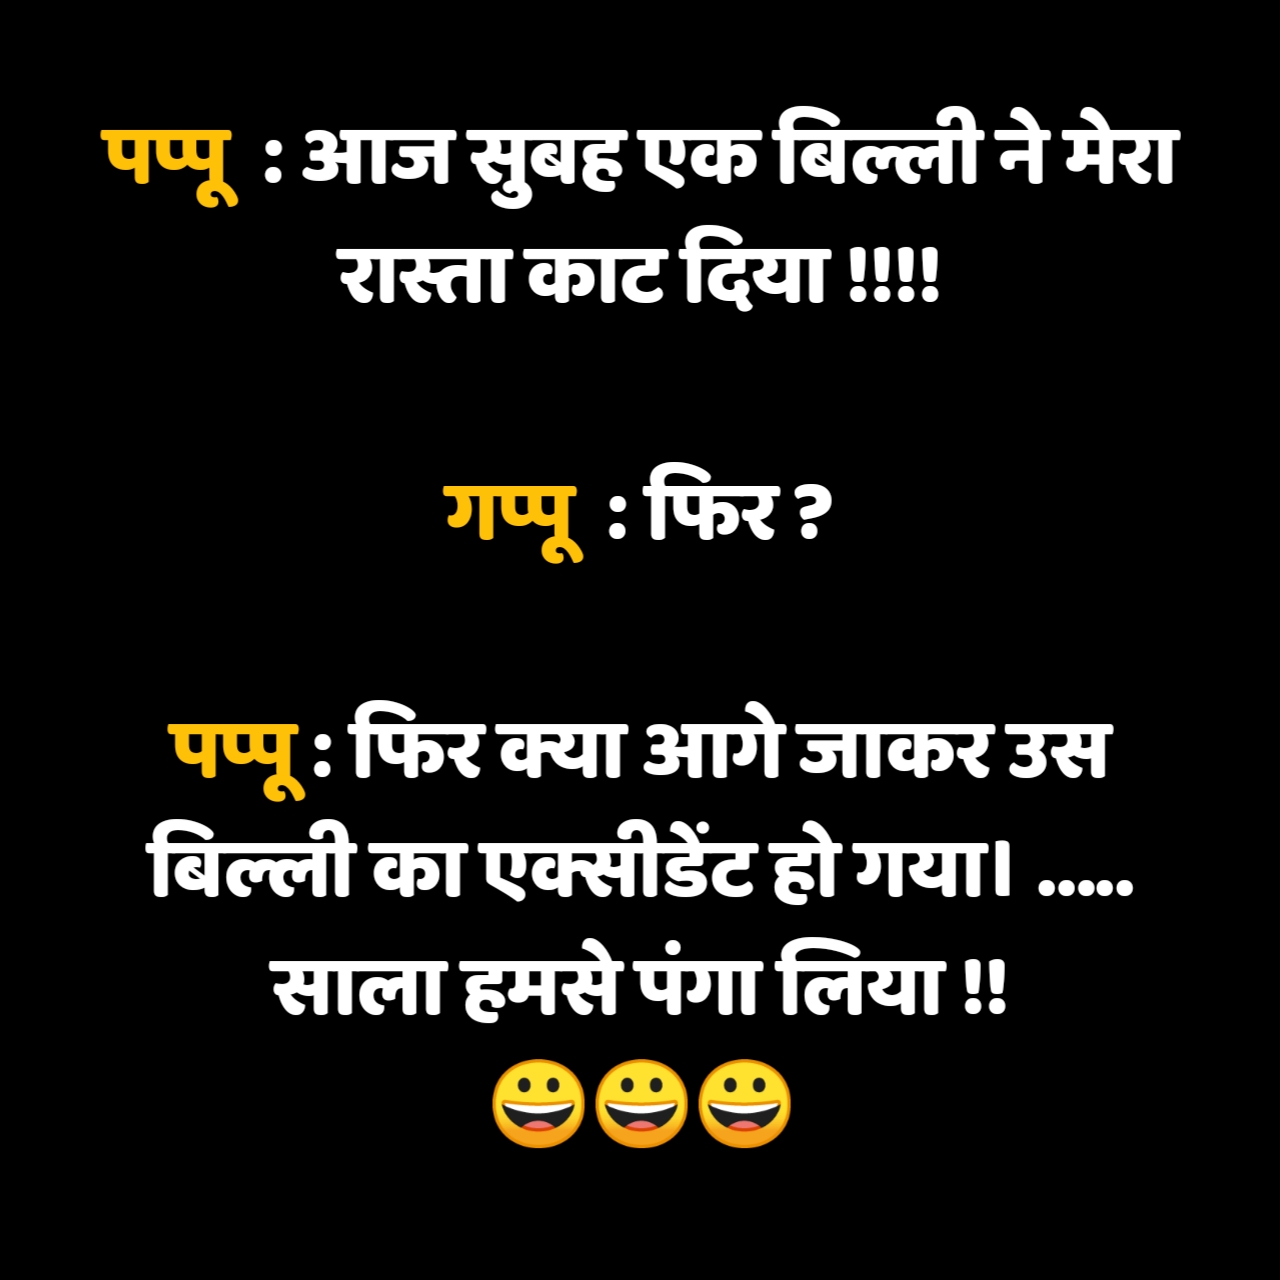 पप्पू : आज सुबह एक बिल्ली ने मेरा
रास्ता काट दिया !!!!
गप्पू : फिर ?
पप्पू : फिर क्या आगे जाकर उस
बिल्ली का एक्सीडेंट हो गया। .....
साला हमसे पंगा लिया !!
😀😀😀